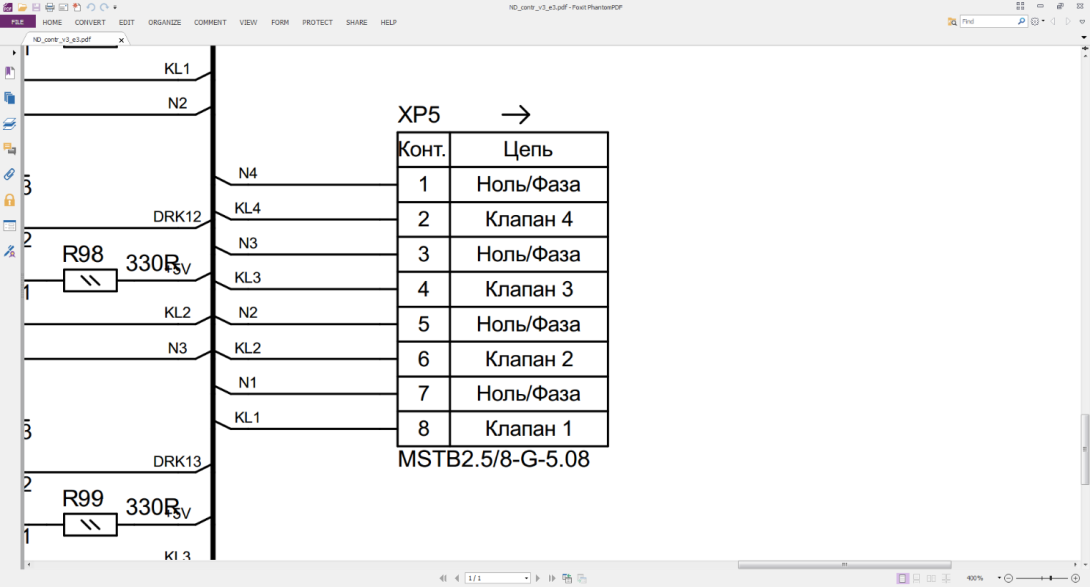 ND_contr_v3_e3.pdf - Foxit PhantomPDF
FILE HOME CONVERT EDIT ORGANIZE COMMENT VIEW FORM PROTECT SHARE HELP
Find
ND_contr_v3_e3.pdf
KL1
N2
DRK12
R98 330R +5V
KL2
N3
DRK13
R99 330R +5V
KL3
N4
KL4
N3
KL3
N2
KL2
N1
KL1
XP5 →
Конт. Цепь
1 Ноль/Фаза
2 Клапан 4
3 Ноль/Фаза
4 Клапан 3
5 Ноль/Фаза
6 Клапан 2
7 Ноль/Фаза
8 Клапан 1
MSTB2.5/8-G-5.08
1 / 1
400%